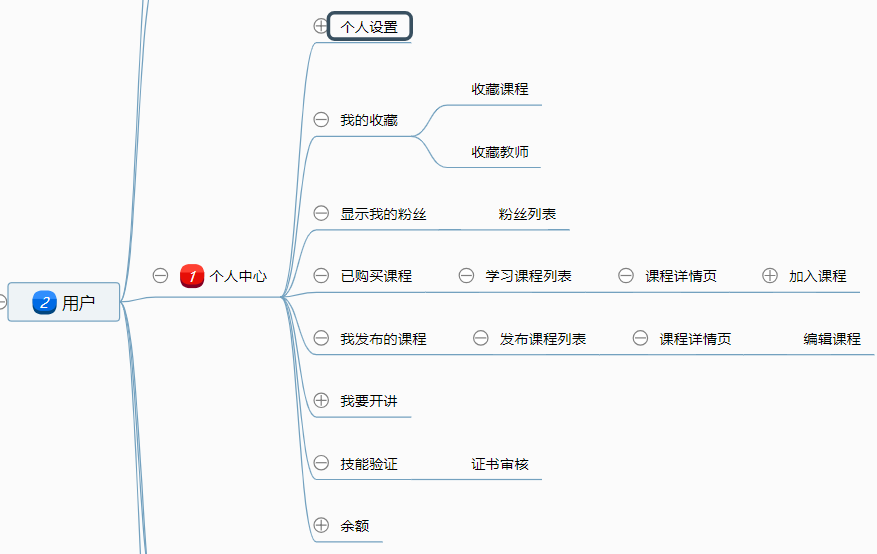 个人设置
收藏课程
我的收藏
收藏教师
显示我的粉丝 粉丝列表
1 个人中心 已购买课程 学习课程列表 课程详情页 加入课程
2 用户
我发布的课程 发布课程列表 课程详情页 编辑课程
我要开讲
技能验证 证书审核
余额